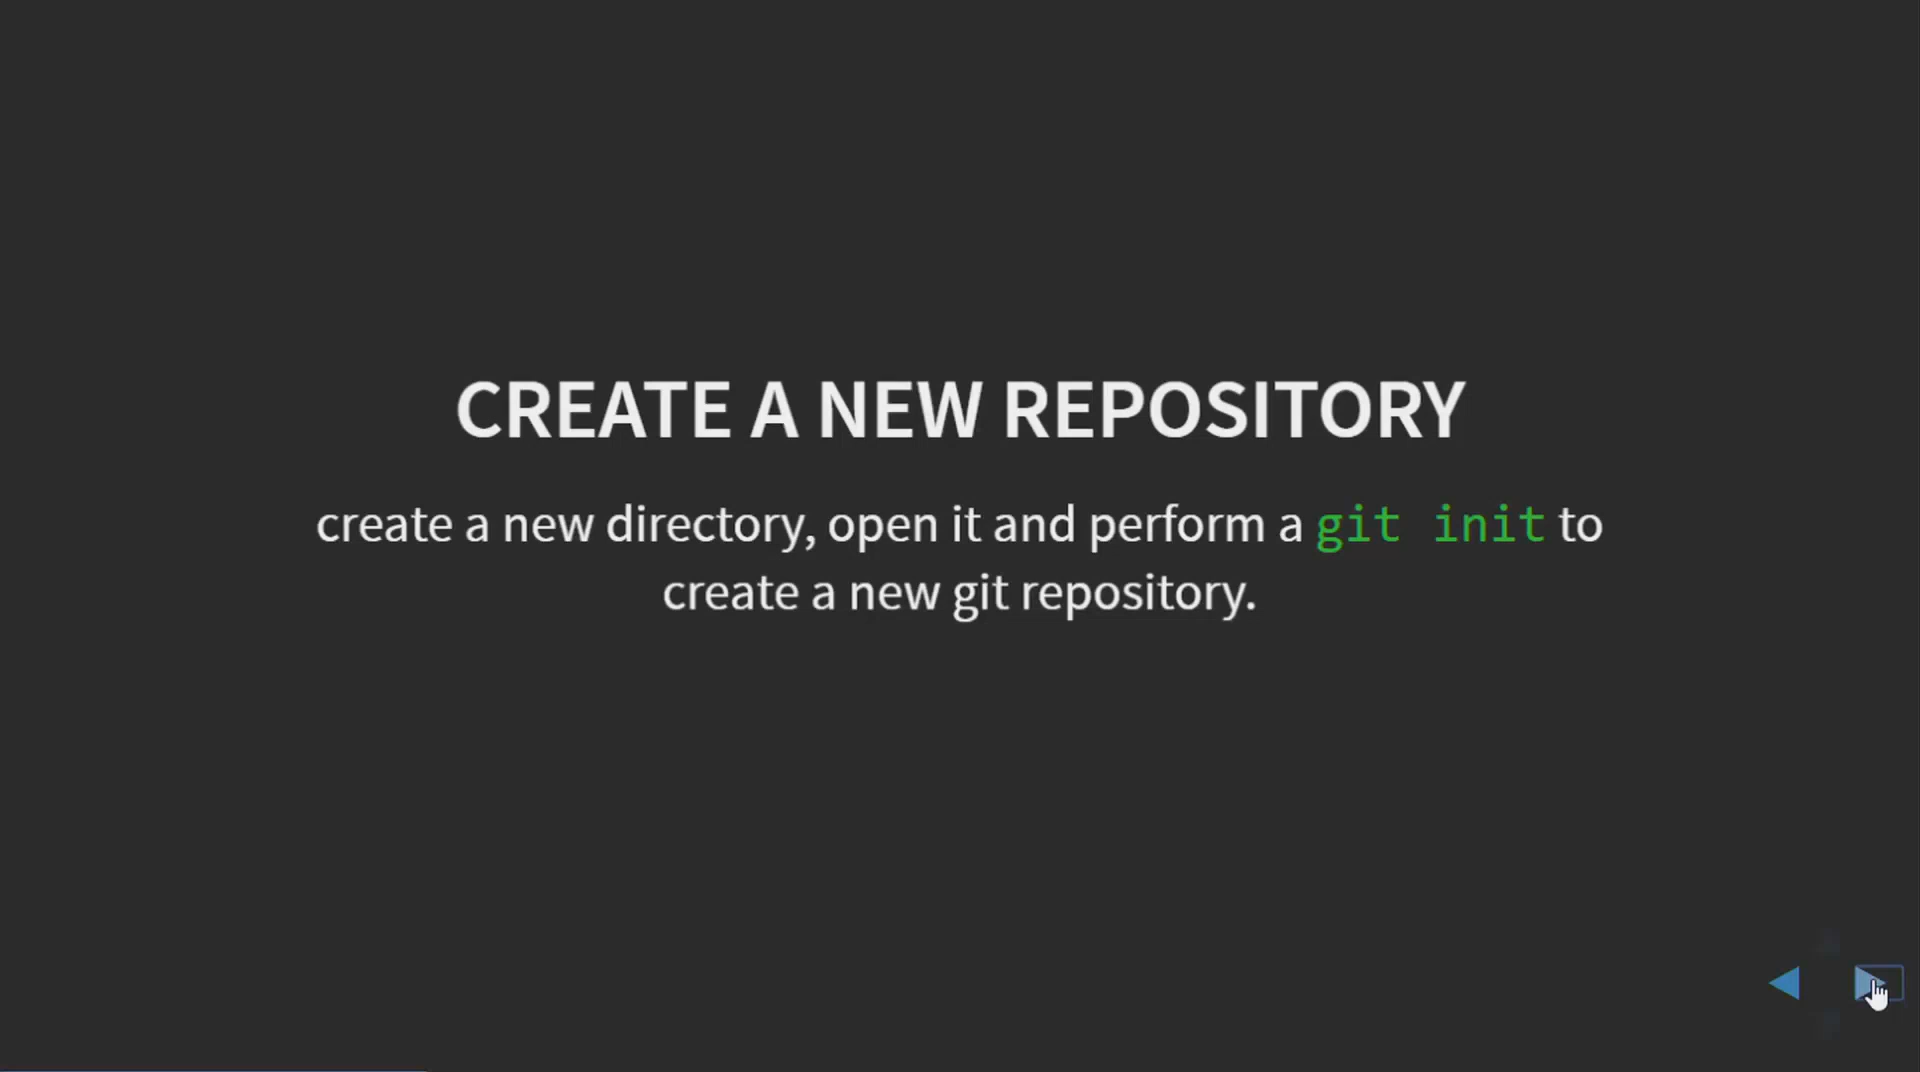 CREATE A NEW REPOSITORY
create a new directory, open it and perform a git init to
create a new git repository.